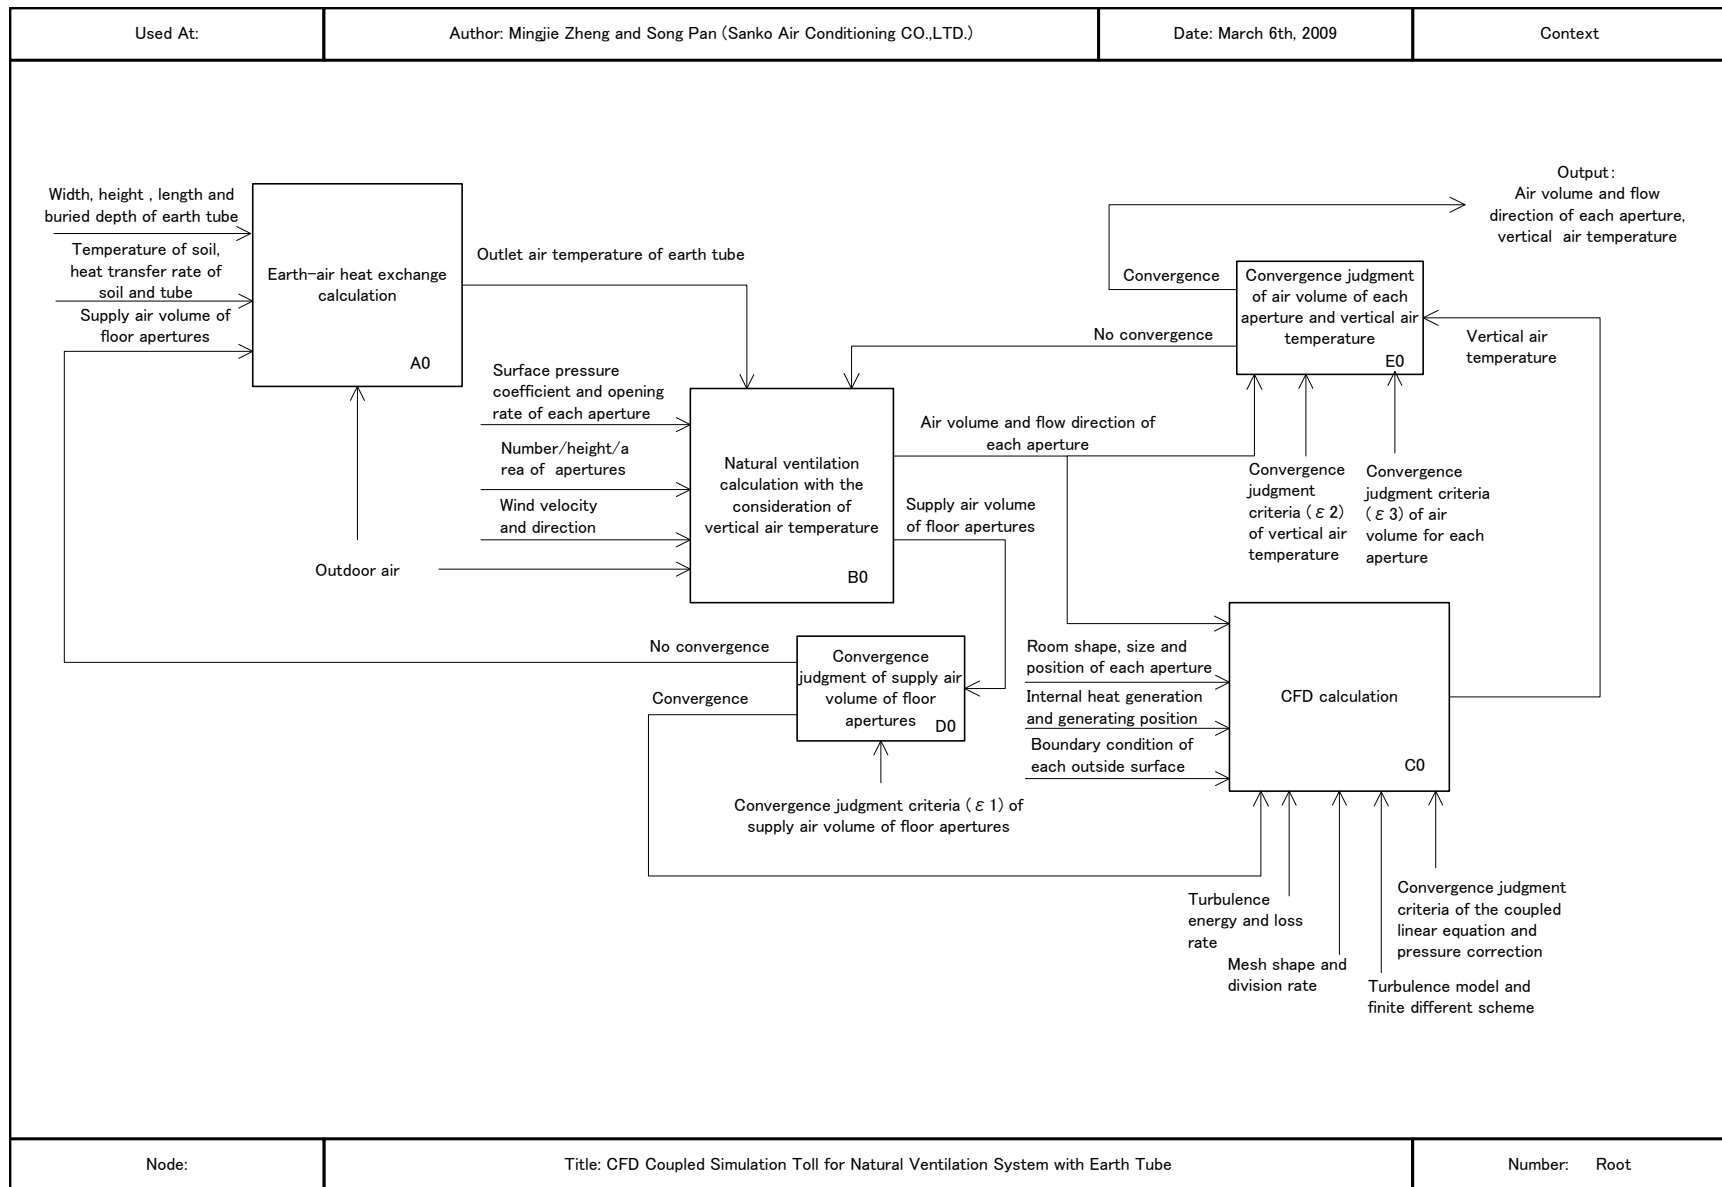 Used At:
Author: Mingjie Zheng and Song Pan (Sanko Air Conditioning CO.,LTD.)
Date: March 6th, 2009
Context
Width, height , length and
buried depth of earth tube
Temperature of soil,
heat transfer rate of
soil and tube
Supply air volume of
floor apertures
Earth-air heat exchange
calculation
A0
Outlet air temperature of earth tube
Outdoor air
Surface pressure
coefficient and opening
rate of each aperture
Number/height/a
rea of apertures
Wind velocity
and direction
Natural ventilation
calculation with the
consideration of
vertical air temperature
B0
Air volume and flow direction of
each aperture
Supply air volume
of floor apertures
No convergence
Convergence
Convergence
judgment of supply air
volume of floor
apertures
D0
Convergence judgment criteria (ε1) of
supply air volume of floor apertures
Output:
Air volume and flow
direction of each aperture,
vertical air temperature
Convergence
No convergence
Convergence judgment
of air volume of each
aperture and vertical air
temperature
E0
Vertical air
temperature
Convergence
judgment
criteria (ε2)
of vertical air
temperature
Convergence
judgment criteria
(ε3) of air
volume for each
aperture
Room shape, size and
position of each aperture
Internal heat generation
and generating position
Boundary condition of
each outside surface
CFD calculation
C0
Turbulence
energy and loss
rate
Mesh shape and
division rate
Turbulence model and
finite different scheme
Convergence judgment
criteria of the coupled
linear equation and
pressure correction
Node:
Title: CFD Coupled Simulation Toll for Natural Ventilation System with Earth Tube
Number: Root